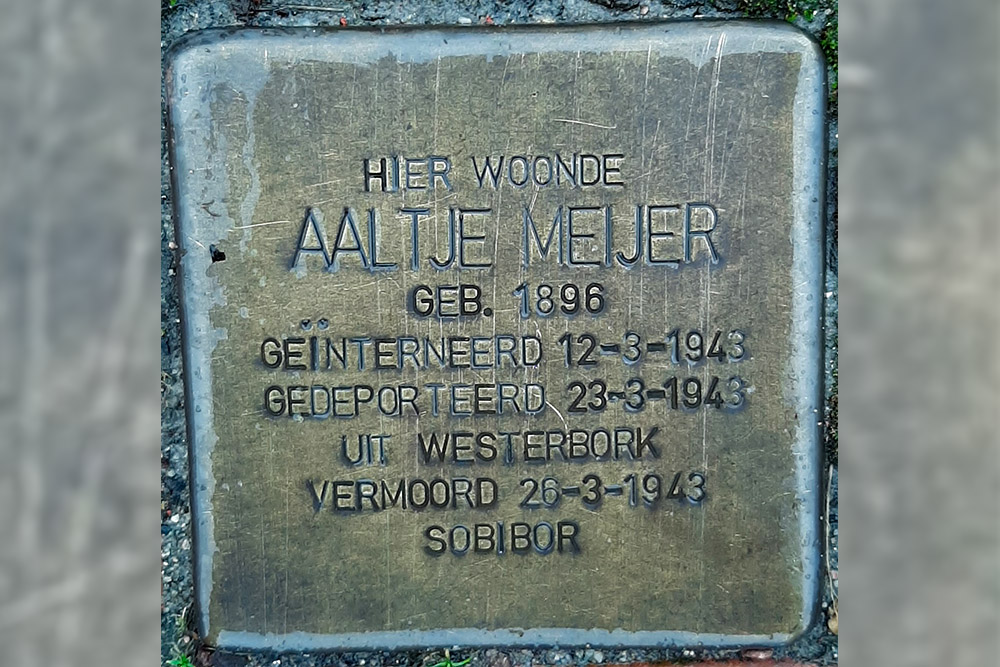 HIER WOONDE
AALTJE MEIJER
GEB. 1896
GEÏNTERNEERD 12-3-1943
GEDEPORTEERD 23-3-1943
UIT WESTERBORK
VERMOORD 26-3-1943
SOBIBOR